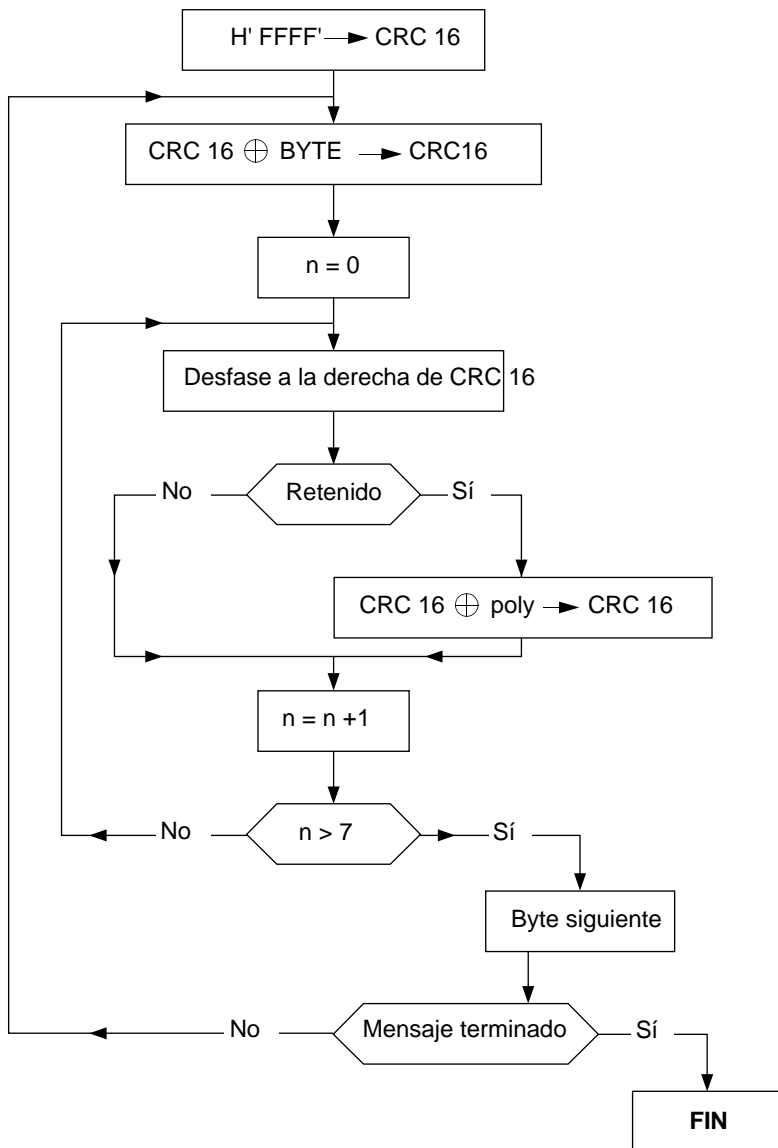 H' FFFF' → CRC 16
CRC 16 ⊕ BYTE → CRC16
n = 0
Desfase a la derecha de CRC 16
No
Retenido
Sí
CRC 16 ⊕ poly → CRC 16
n = n +1
No
n > 7
Sí
Byte siguiente
No
Mensaje terminado
Sí
FIN